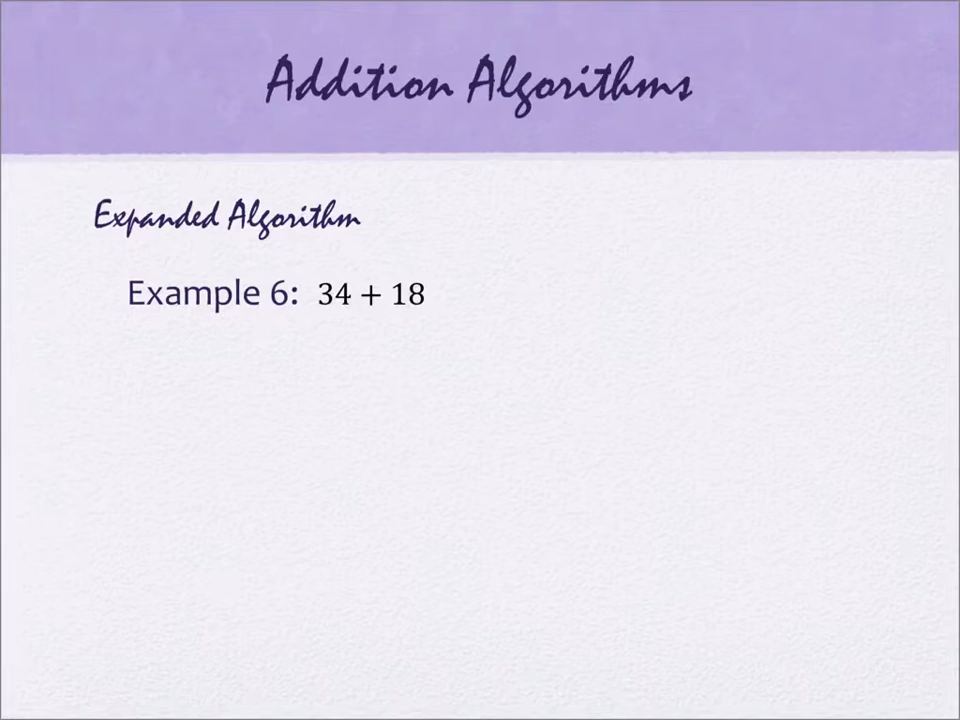 Addition Algorithms
Expanded Algorithm
Example 6: 34 + 18